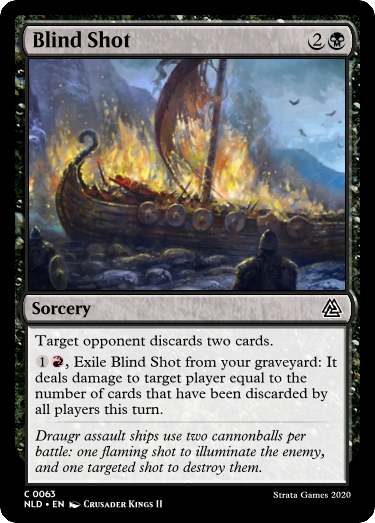 Blind Shot 2
Sorcery
Target opponent discards two cards.
1, Exile Blind Shot from your graveyard: It
deals damage to target player equal to the
number of cards that have been discarded by
all players this turn.
Draugr assault ships use two cannonballs per
battle: one flaming shot to illuminate the enemy,
and one targeted shot to destroy them.
C 0063
NLD • EN Crusader Kings II
Strata Games 2020